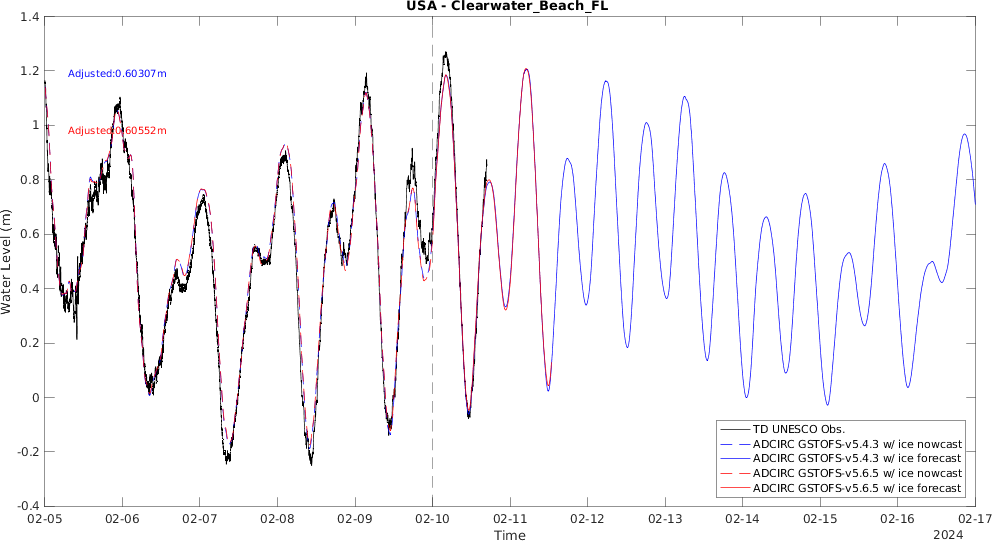 USA - Clearwater_Beach_FL
1.4
1.2
1
0.8
0.6
0.4
0.2
0
-0.2
-0.4
Water Level (m)
Adjusted:0.60307m
Adjusted:0.60552m
TD UNESCO Obs.
ADCIRC GSTOFS-v5.4.3 w/ ice nowcast
ADCIRC GSTOFS-v5.4.3 w/ ice forecast
ADCIRC GSTOFS-v5.6.5 w/ ice nowcast
ADCIRC GSTOFS-v5.6.5 w/ ice forecast
02-05 02-06 02-07 02-08 02-09 02-10 02-11 02-12 02-13 02-14 02-15 02-16 02-17
Time
2024